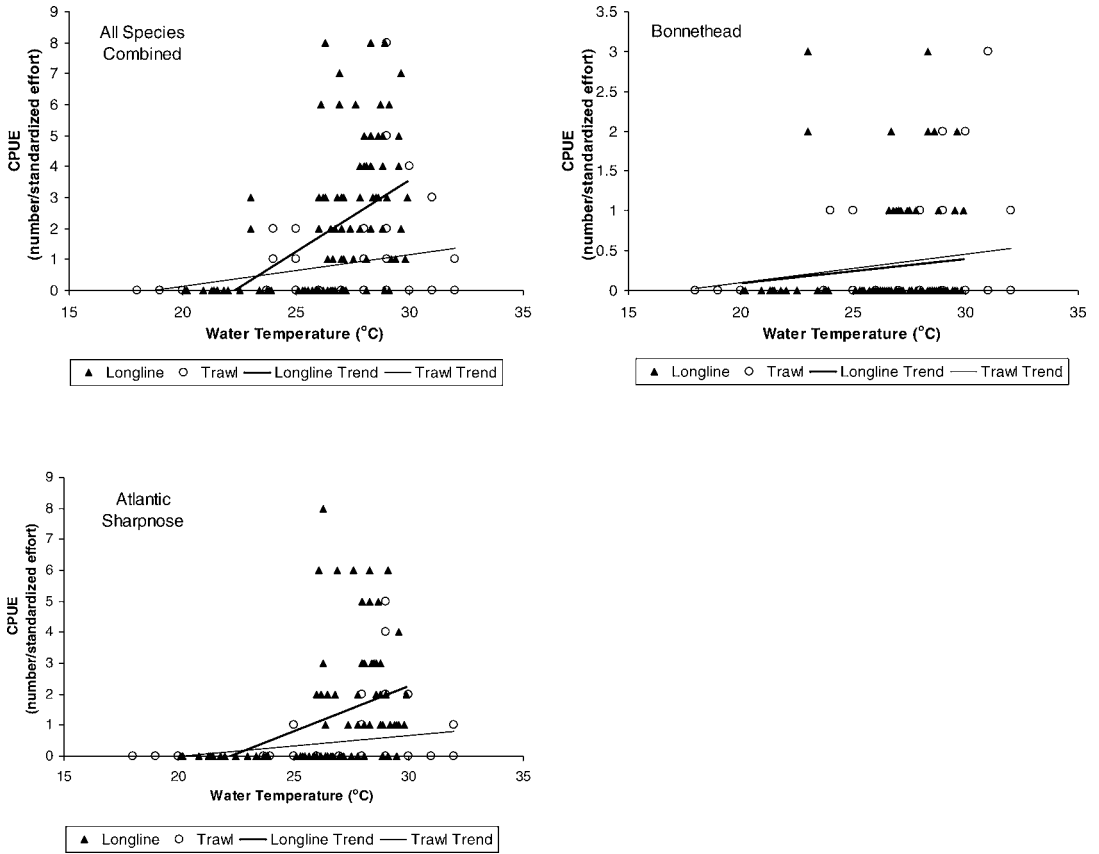 All Species
Combined
CPUE
(number/standardized effort)
9
8
7
6
5
4
3
2
1
0
15
20
25
30
35
Water Temperature (°C)
Longline
Trawl
Longline Trend
Trawl Trend
Bonnethead
CPUE
(number/standardized effort)
3.5
3
2.5
2
1.5
1
0.5
0
15
20
25
30
35
Water Temperature (°C)
Longline
Trawl
Longline Trend
Trawl Trend
Atlantic
Sharpnose
CPUE
(number/standardized effort)
9
8
7
6
5
4
3
2
1
0
15
20
25
30
35
Water Temperature (°C)
Longline
Trawl
Longline Trend
Trawl Trend